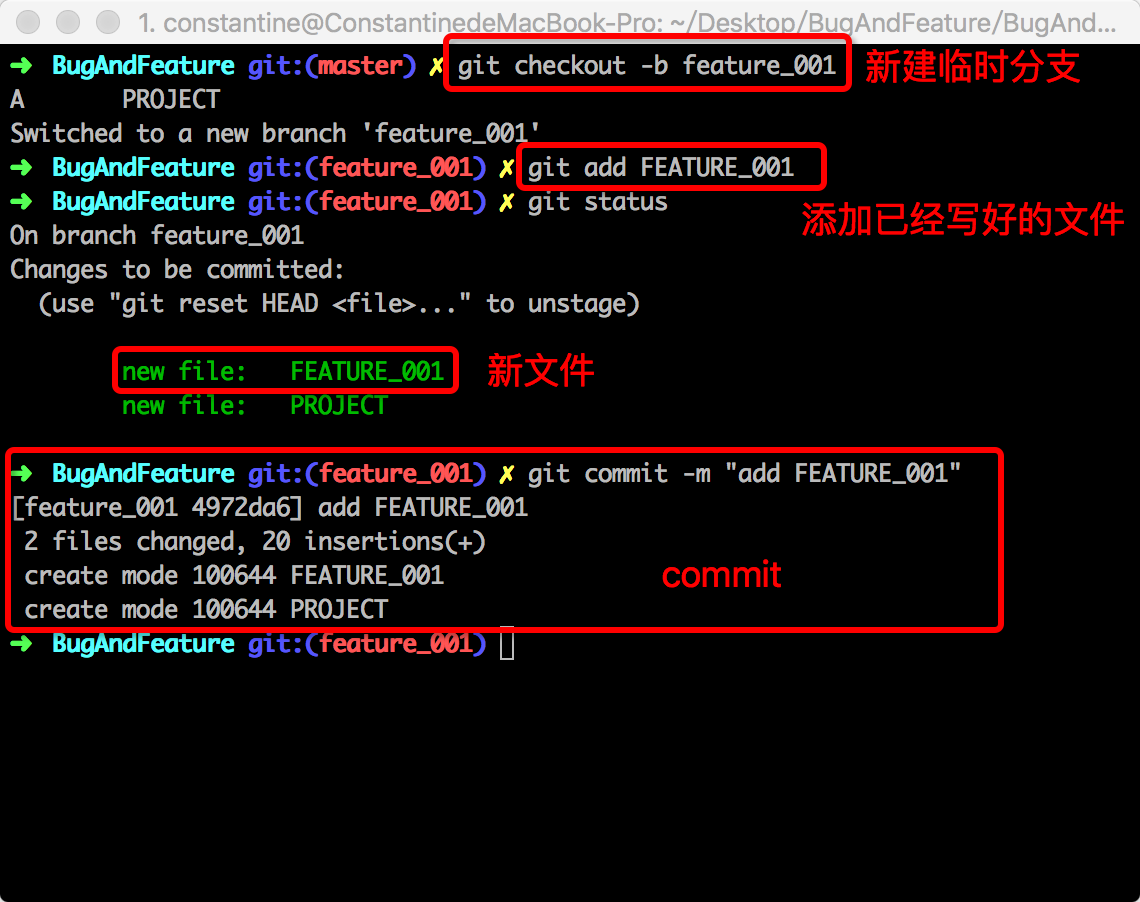 1. constantine@ConstantinedeMacBook-Pro: ~/Desktop/BugAndFeature/BugAnd...
➜ BugAndFeature git:(master) ✗ git checkout -b feature_001 新建临时分支
A PROJECT
Switched to a new branch 'feature_001'
➜ BugAndFeature git:(feature_001) ✗ git add FEATURE_001
➜ BugAndFeature git:(feature_001) ✗ git status
添加已经写好的文件
On branch feature_001
Changes to be committed:
(use "git reset HEAD <file>..." to unstage)
new file: FEATURE_001 新文件
new file: PROJECT
➜ BugAndFeature git:(feature_001) ✗ git commit -m "add FEATURE_001"
[feature_001 4972da6] add FEATURE_001
2 files changed, 20 insertions(+)
create mode 100644 FEATURE_001 commit
create mode 100644 PROJECT
➜ BugAndFeature git:(feature_001)